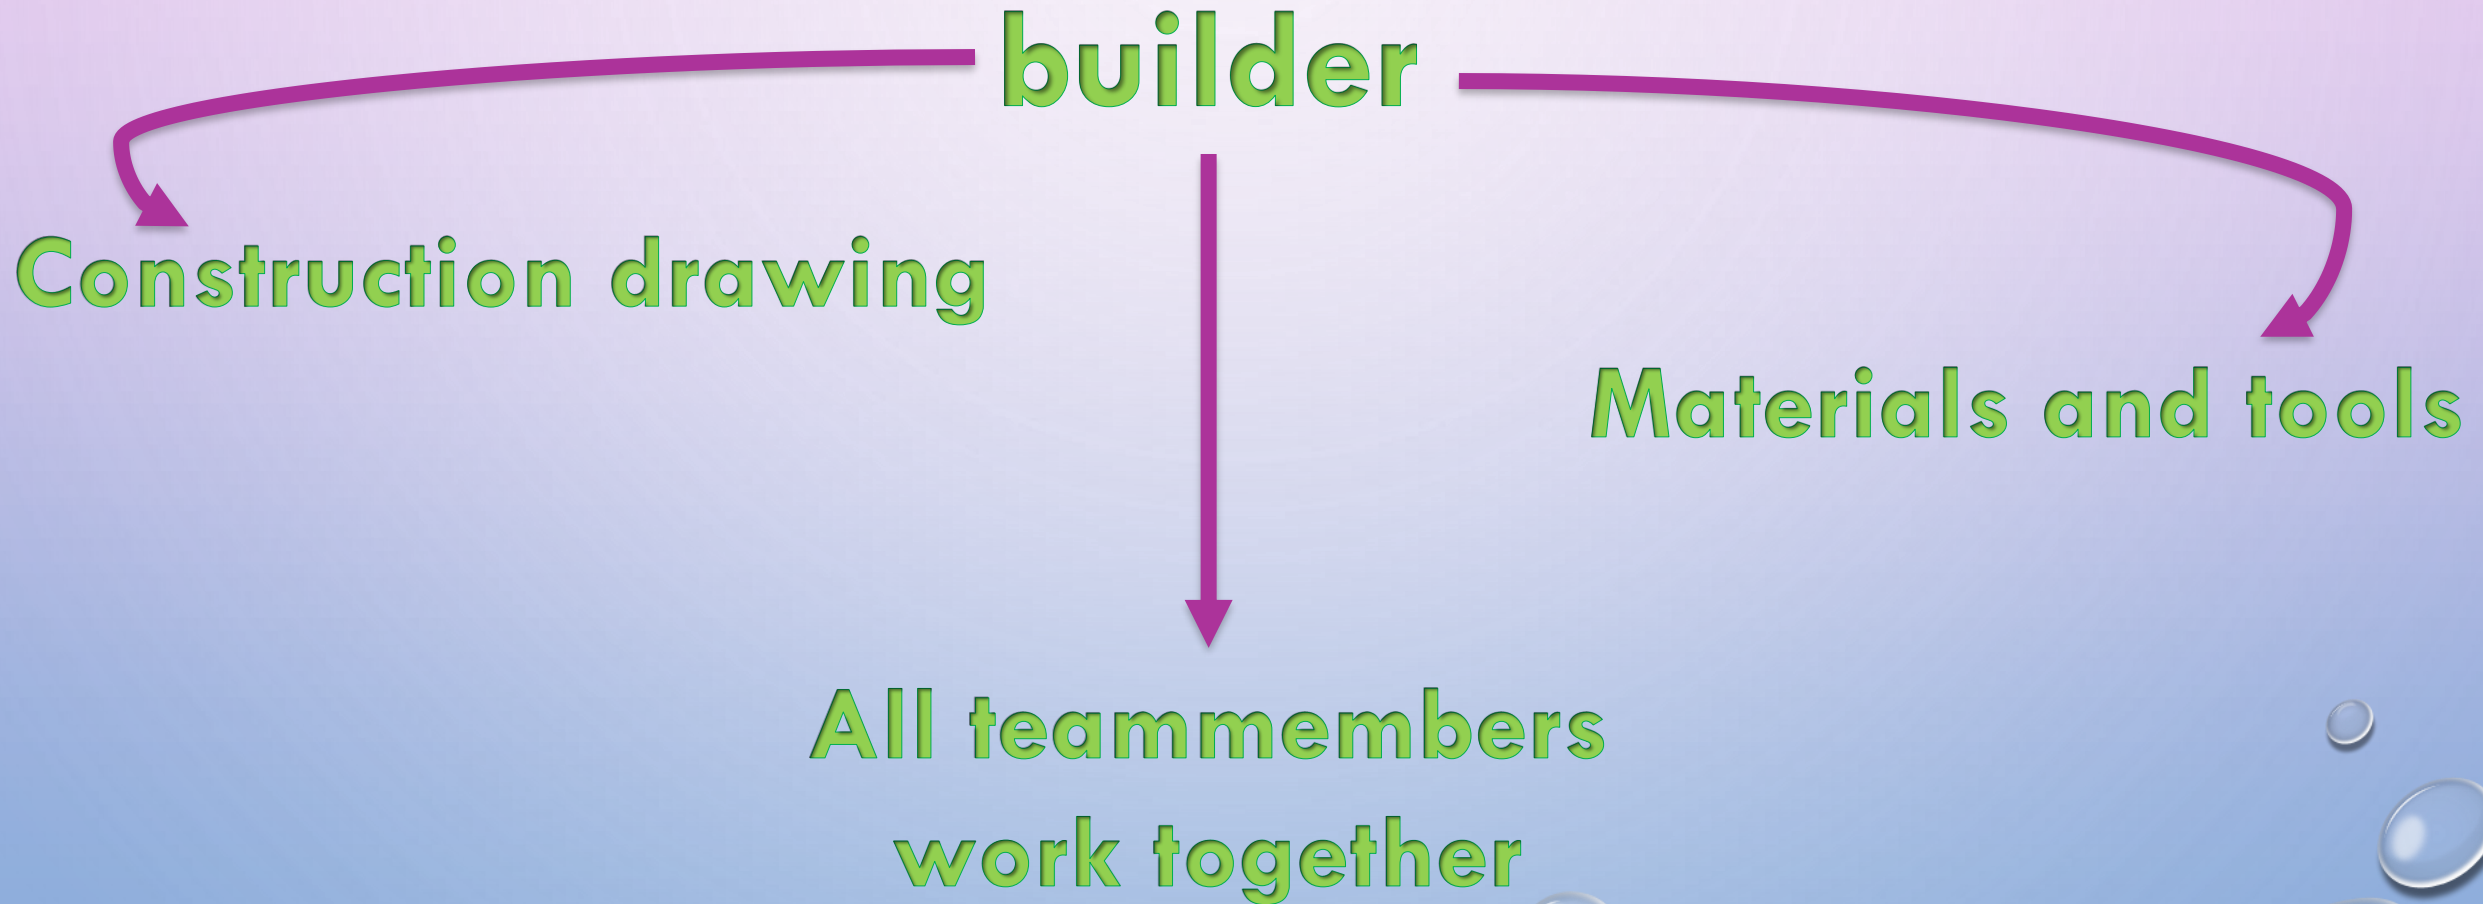 builder
Construction drawing
Materials and tools
All teammembers
work together